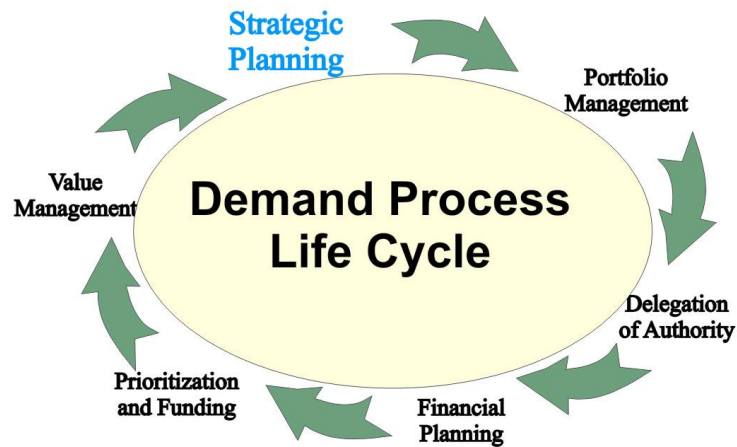 Strategic
Planning
Portfolio
Management
Delegation
of Authority
Financial
Planning
Prioritization
and Funding
Value
Management
Demand Process
Life Cycle